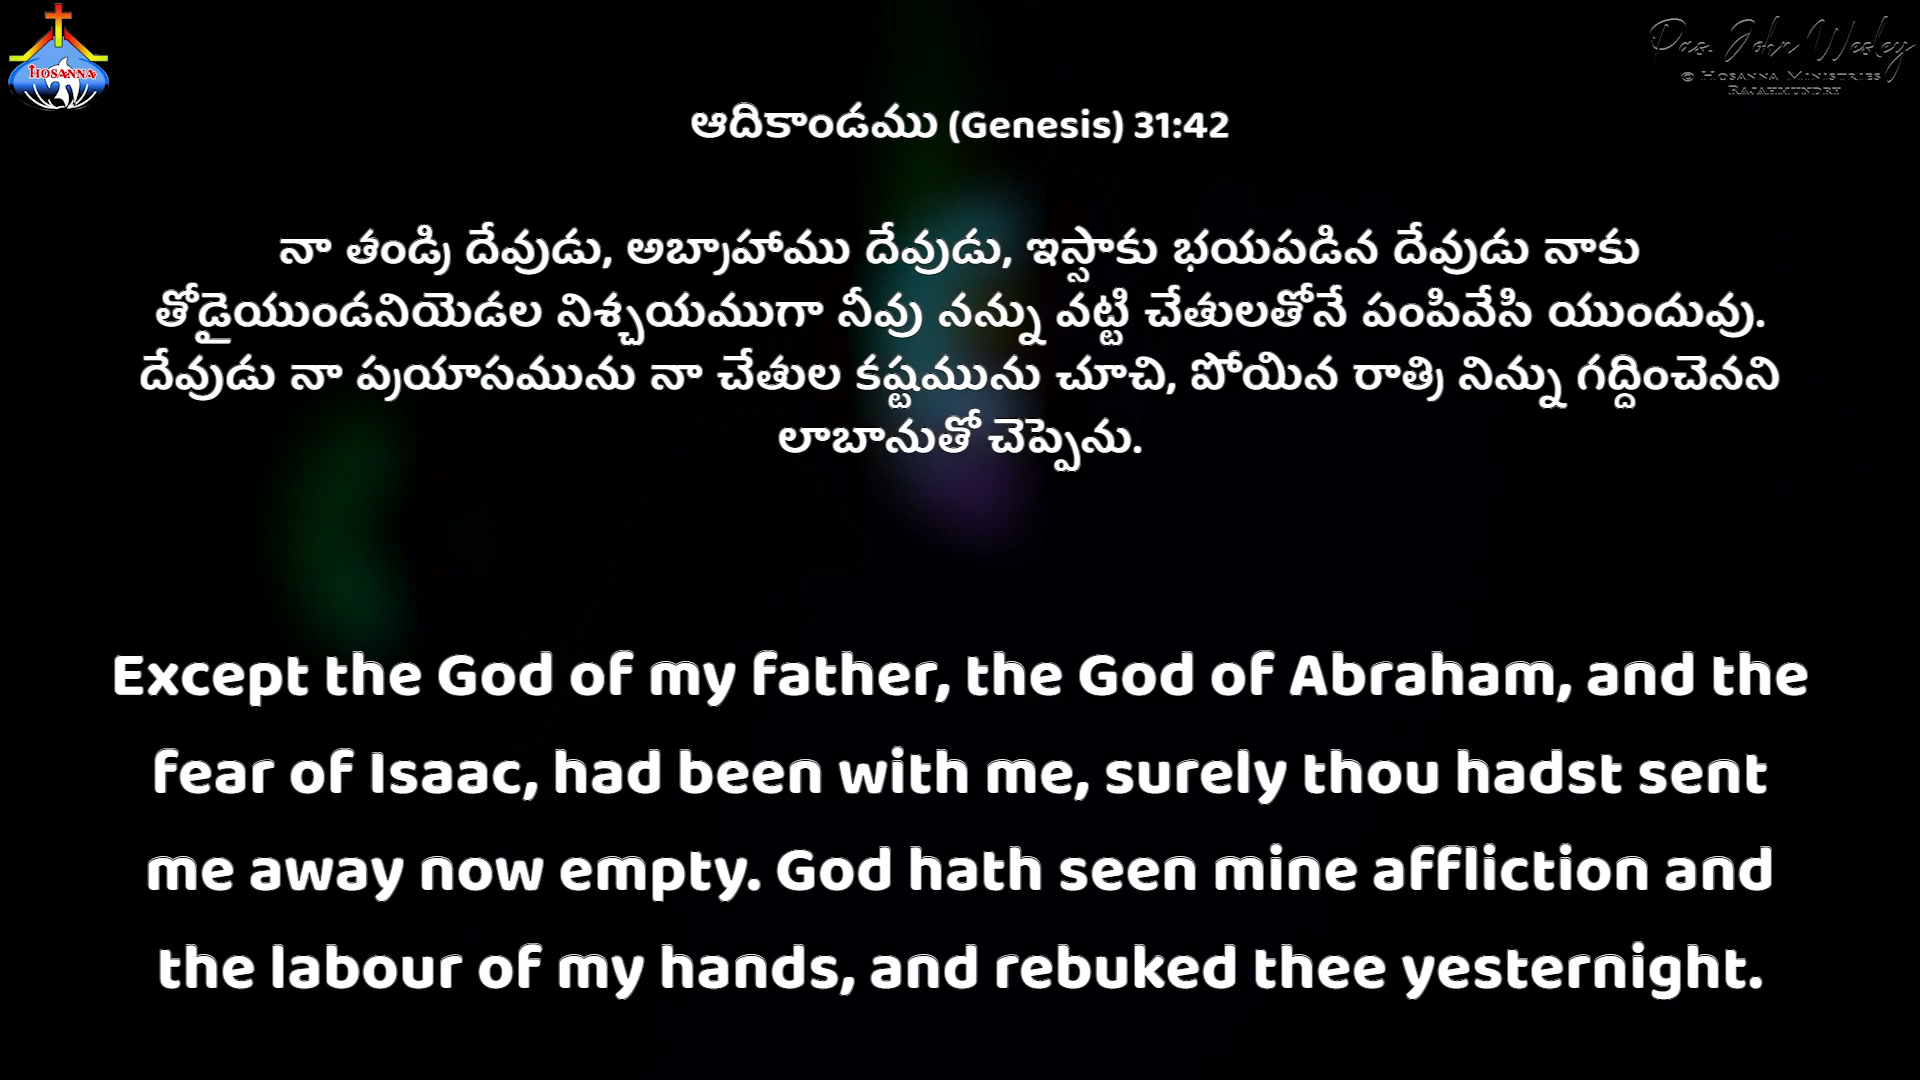 HOSANNA
Pas. John Wesley
© Hosanna Ministries
Rajahmundry
ఆదికాండము (Genesis) 31:42
నా తండ్రి దేవుడు, అబ్రాహాము దేవుడు, ఇస్సాకు భయపడిన దేవుడు నాకు
తోడైయుండనియెడల నిశ్చయముగా నీవు నన్ను వట్టి చేతులతోనే పంపివేసి యుందువు.
దేవుడు నా ప్రయాసమును నా చేతుల కష్టమును చూచి, పోయిన రాత్రి నిన్ను గద్దించెనని
లాబానుతో చెప్పెను.
Except the God of my father, the God of Abraham, and the
fear of Isaac, had been with me, surely thou hadst sent
me away now empty. God hath seen mine affliction and
the labour of my hands, and rebuked thee yesternight.